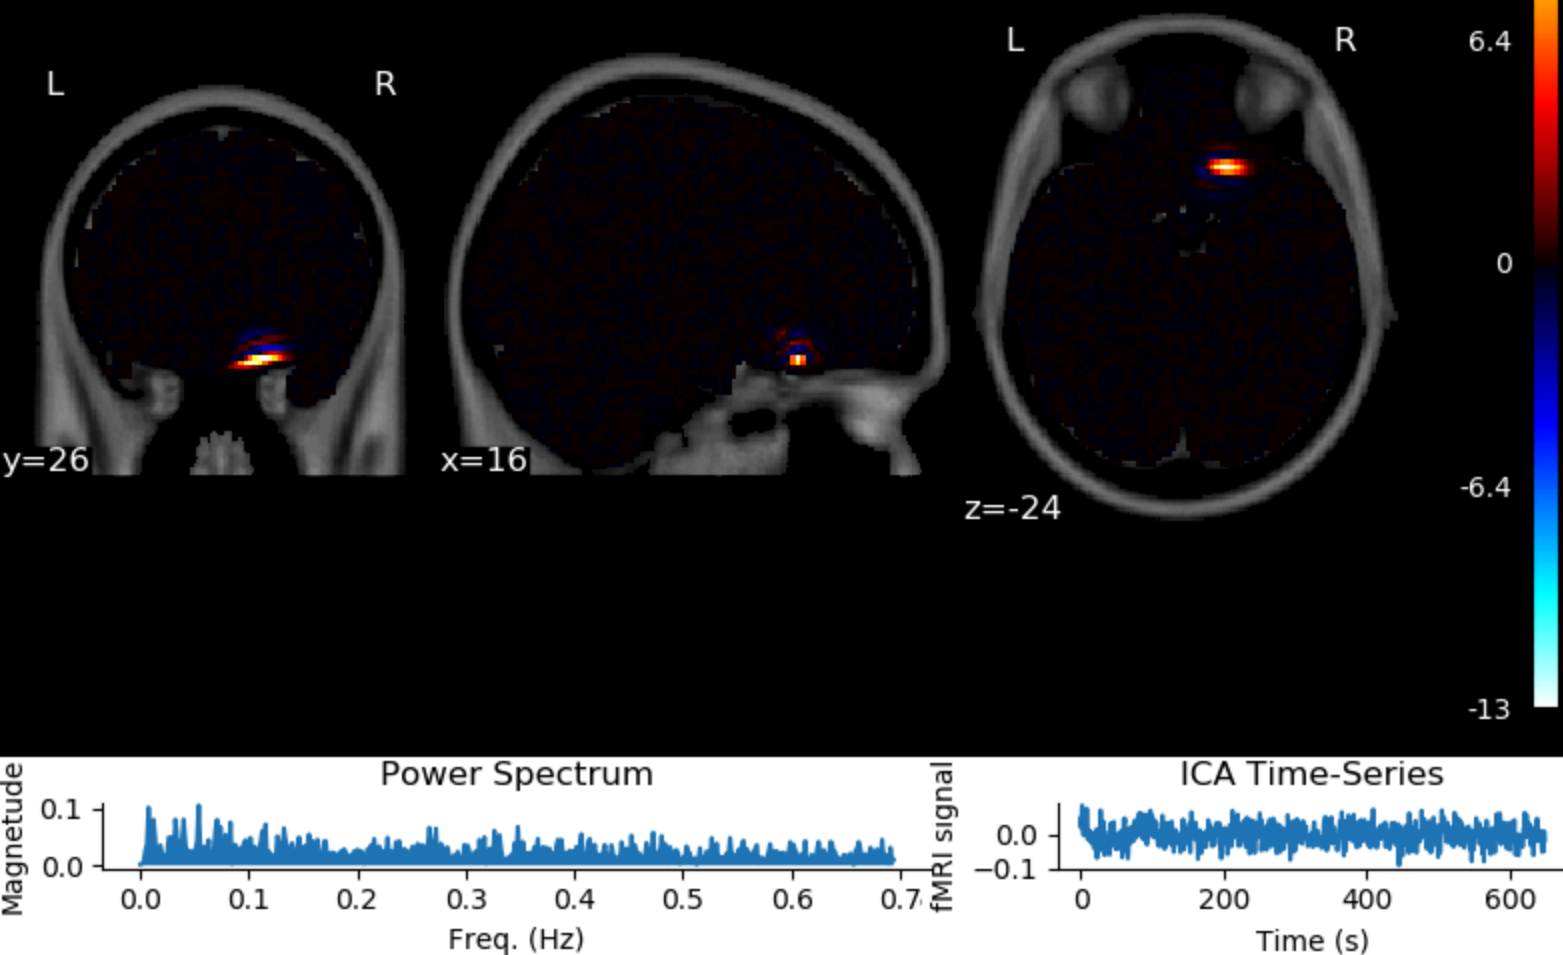 L R
y=26
x=16
L R
z=-24
6.4
0
-6.4
-13
Power Spectrum
Magnetude
0.1
0.0
0.0 0.1 0.2 0.3 0.4 0.5 0.6 0.7
Freq. (Hz)
ICA Time-Series
fMRI signal
0.0
−0.1
0 200 400 600
Time (s)